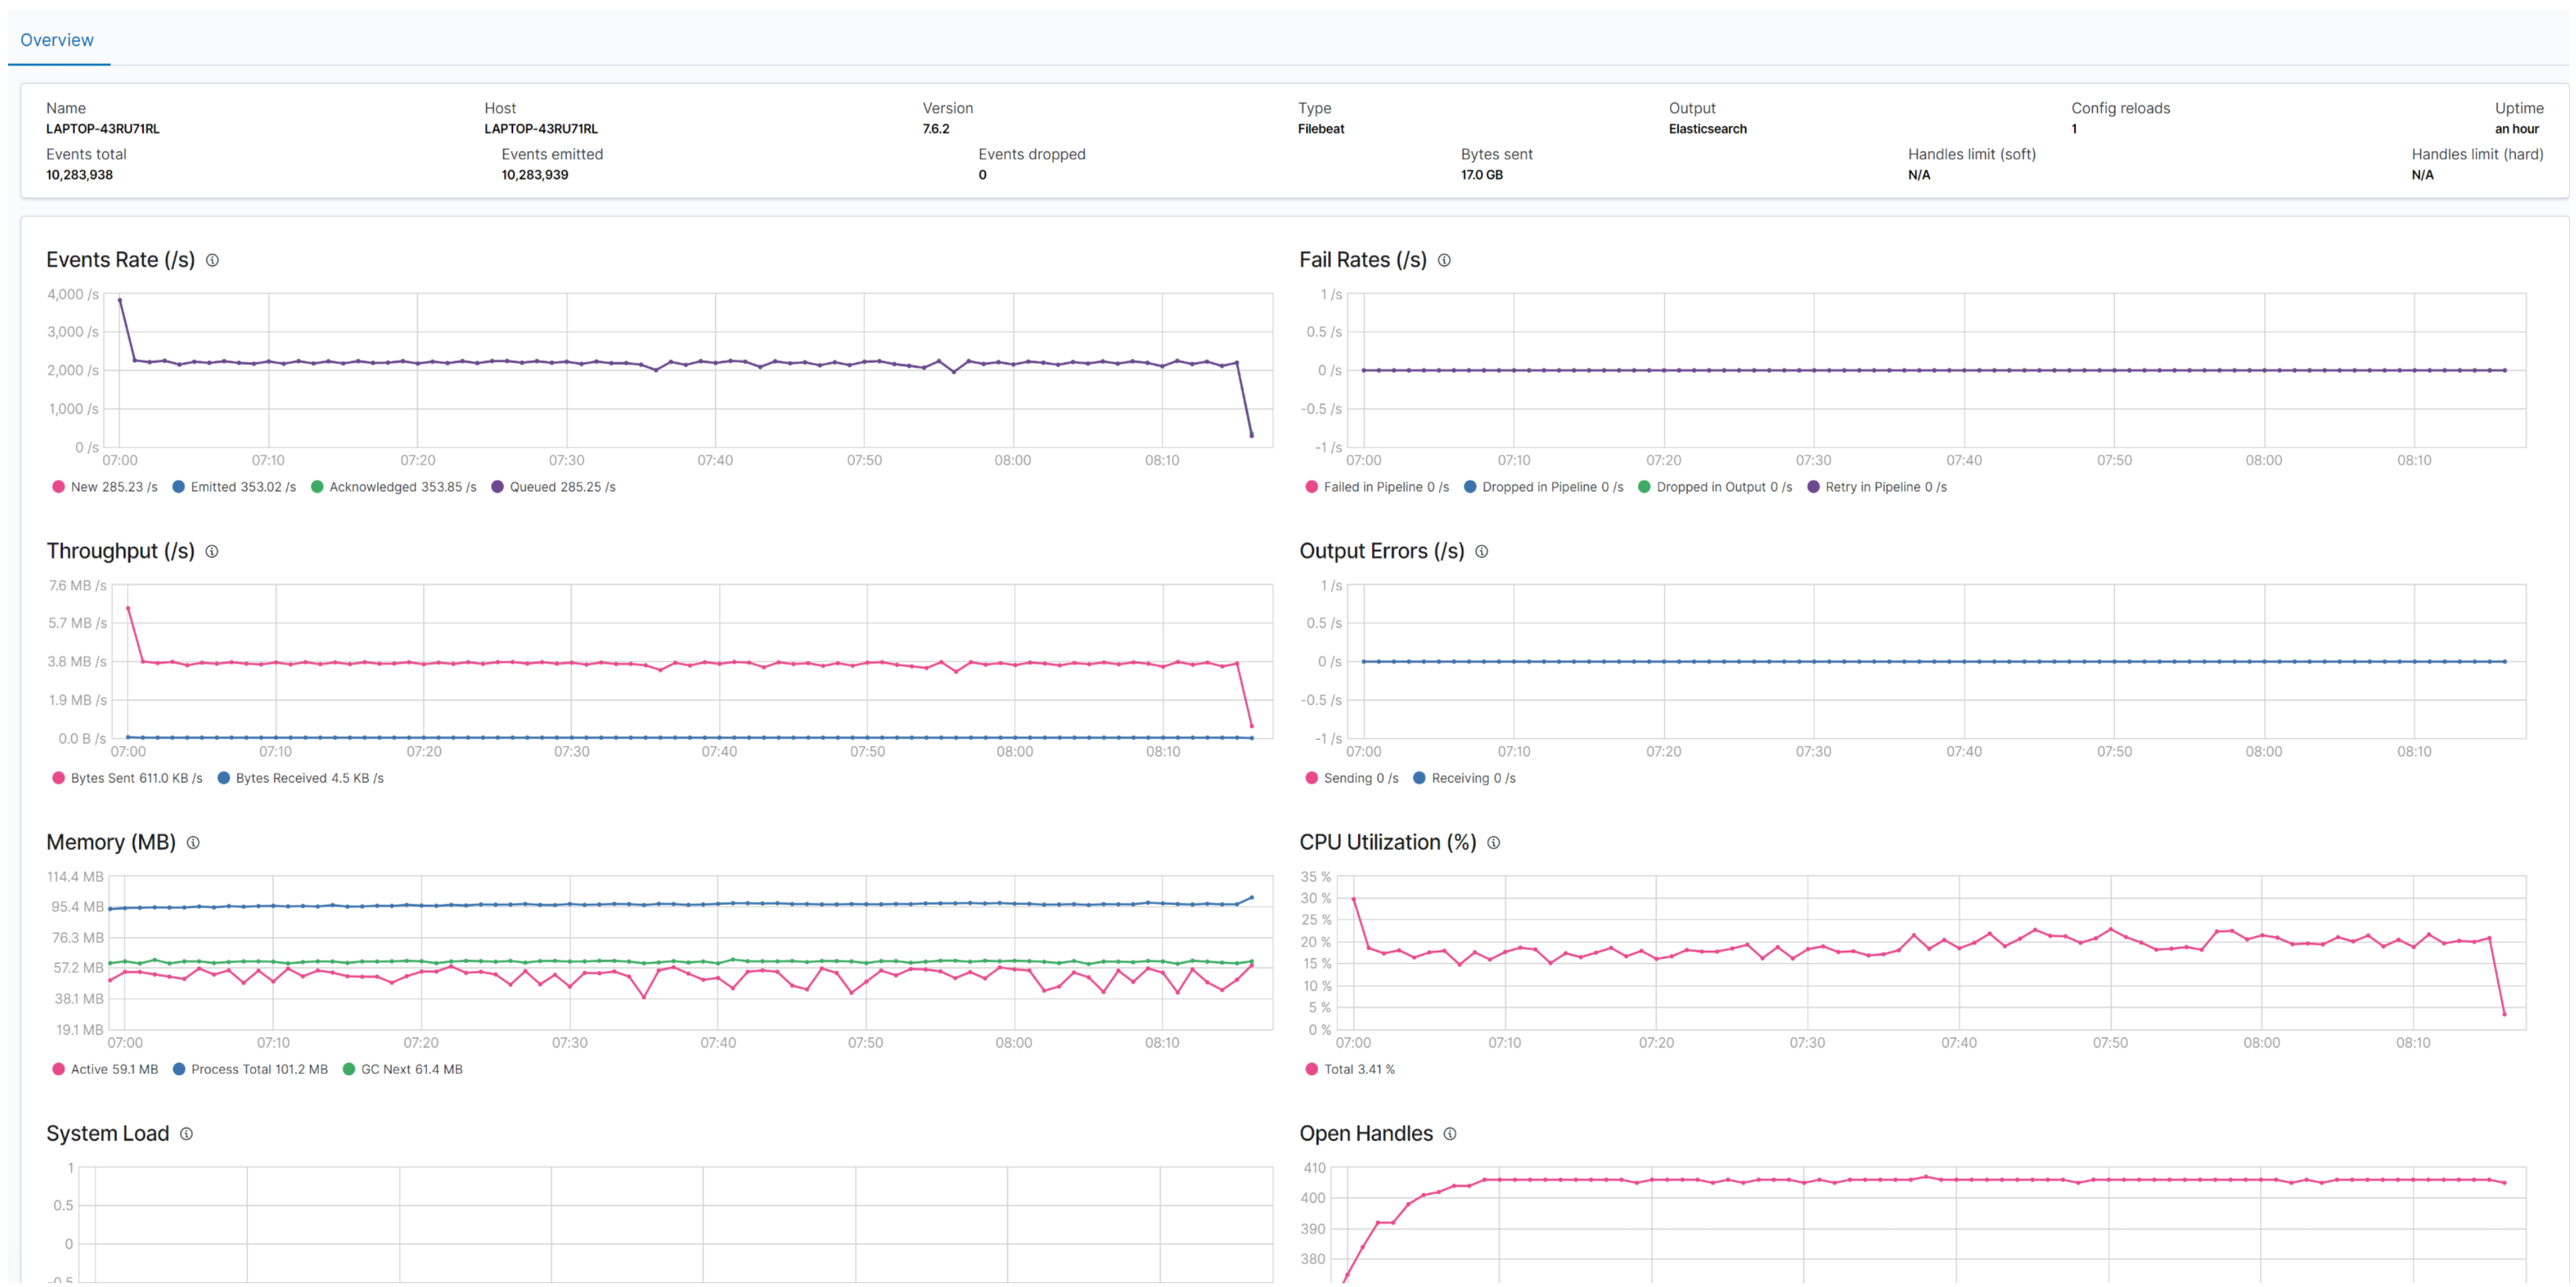 Overview
Name Host Version Type Output Config reloads Uptime
LAPTOP-43RU71RL LAPTOP-43RU71RL 7.6.2 Filebeat Elasticsearch 1 an hour
Events total Events emitted Events dropped Bytes sent Handles limit (soft) Handles limit (hard)
10,283,938 10,283,939 0 17.0 GB N/A N/A
Events Rate (/s)
4,000 /s
3,000 /s
2,000 /s
1,000 /s
0 /s
07:00 07:10 07:20 07:30 07:40 07:50 08:00 08:10
New 285.23 /s Emitted 353.02 /s Acknowledged 353.85 /s Queued 285.25 /s
Fail Rates (/s)
1 /s
0.5 /s
0 /s
-0.5 /s
-1 /s
07:00 07:10 07:20 07:30 07:40 07:50 08:00 08:10
Failed in Pipeline 0 /s Dropped in Pipeline 0 /s Dropped in Output 0 /s Retry in Pipeline 0 /s
Throughput (/s)
7.6 MB /s
5.7 MB /s
3.8 MB /s
1.9 MB /s
0.0 B /s
07:00 07:10 07:20 07:30 07:40 07:50 08:00 08:10
Bytes Sent 611.0 KB /s Bytes Received 4.5 KB /s
Output Errors (/s)
1 /s
0.5 /s
0 /s
-0.5 /s
-1 /s
07:00 07:10 07:20 07:30 07:40 07:50 08:00 08:10
Sending 0 /s Receiving 0 /s
Memory (MB)
114.4 MB
95.4 MB
76.3 MB
57.2 MB
38.1 MB
19.1 MB
07:00 07:10 07:20 07:30 07:40 07:50 08:00 08:10
Active 59.1 MB Process Total 101.2 MB GC Next 61.4 MB
CPU Utilization (%)
35 %
30 %
25 %
20 %
15 %
10 %
5 %
0 %
07:00 07:10 07:20 07:30 07:40 07:50 08:00 08:10
Total 3.41 %
System Load
1
0.5
0
-0.5
Open Handles
410
400
390
380